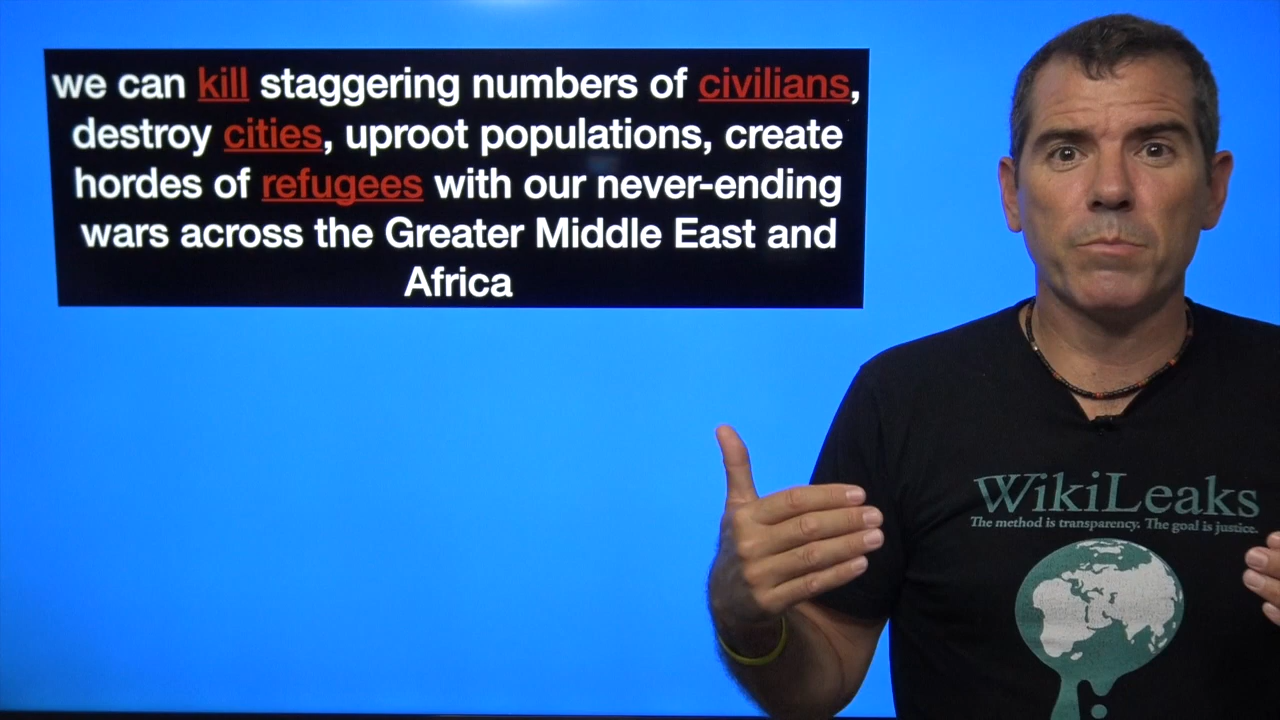 we can kill staggering numbers of civilians,
destroy cities, uproot populations, create
hordes of refugees with our never-ending
wars across the Greater Middle East and
Africa
WikiLeaks
The method is transparency. The goal is justice.